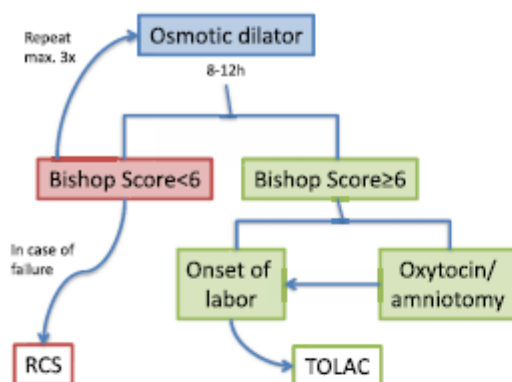 Repeat
max. 3x
Osmotic dilator
8-12h
Bishop Score<6
Bishop Score≥6
In case of
failure
Onset of
labor
Oxytocin/
amniotomy
RCS
TOLAC